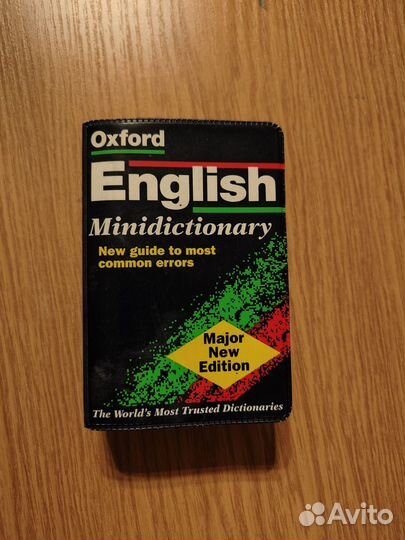 Oxford
English
Minidictionary
New guide to most
common errors
Major
New
Edition
The World's Most Trusted Dictionaries
Avito